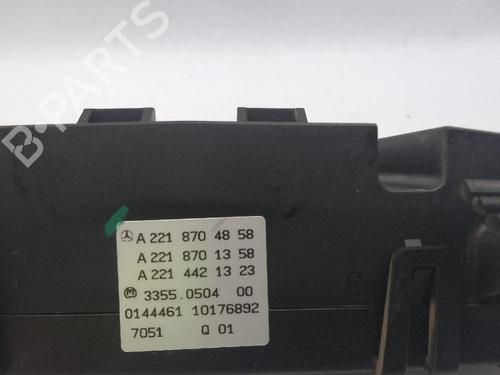 A 221 870 48 58
A 221 870 13 58
A 221 442 13 23
M 3355.0504 00
0144461 10176892
7051 Q 01
B-PARTS